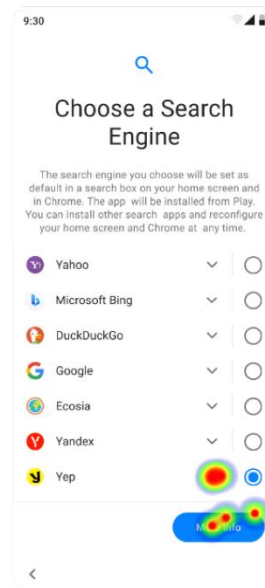 9:30
Choose a Search
Engine
The search engine you choose will be set as
default in a search box on your home screen and
in Chrome. The app will be installed from Play.
You can install other search apps and reconfigure
your home screen and Chrome at any time.
Yahoo
Microsoft Bing
DuckDuckGo
Google
Ecosia
Yandex
Yep
More Info